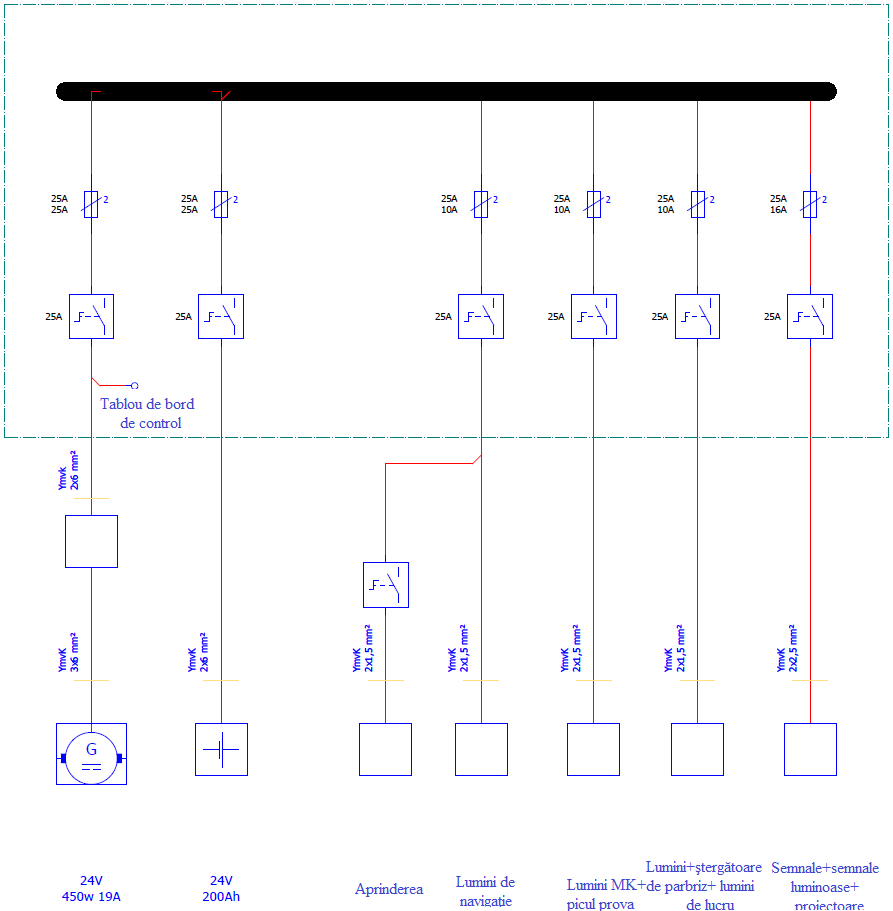 25A
25A
2
25A
25A
2
25A
10A
2
25A
10A
2
25A
10A
2
25A
16A
2
25A
25A
25A
25A
25A
25A
Tablou de bord
de control
Ymvk
2x6 mm²
YmvK
3x6 mm²
YmvK
2x6 mm²
YmvK
2x1,5 mm²
YmvK
2x1,5 mm²
YmvK
2x1,5 mm²
YmvK
2x1,5 mm²
YmvK
2x2,5 mm²
G
24V
450w 19A
24V
200Ah
Aprinderea
Lumini de
navigație
Lumini MK+
picul prova
Lumini+ştergătoare
de parbriz+ lumini
de lucru
Semnale+semnale
luminoase+
proiectoare